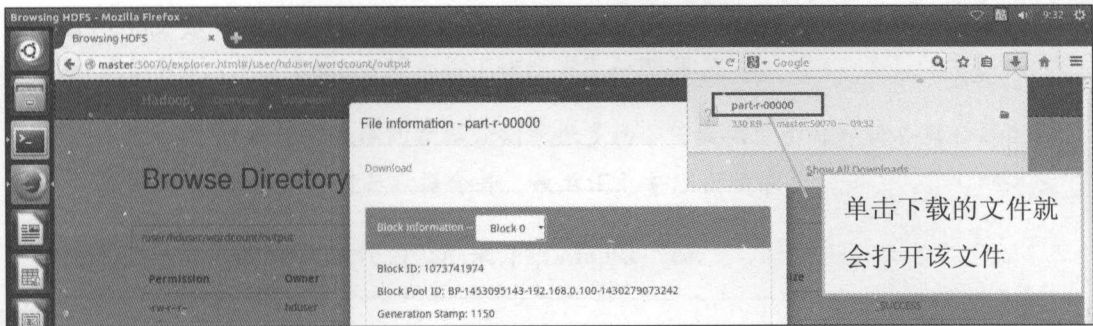 Browsing HDFS - Mozilla Firefox
9:32
Browsing HDFS
master:50070/explorer.html#/user/hduser/wordcount/output
Google
Hadoop Overview
part-r-00000
330 KB — master:50070 — 09:32
Show All Downloads
File information - part-r-00000
Download
Browse Directory
Block information -- Block 0
/user/hduser/wordcount/output
Block ID: 1073741974
Block Pool ID: BP-1453095143-192.168.0.100-1430279073242
Generation Stamp: 1150
Permission Owner
-rw-r--r-- hduser
_SUCCESS
单击下载的文件就
会打开该文件